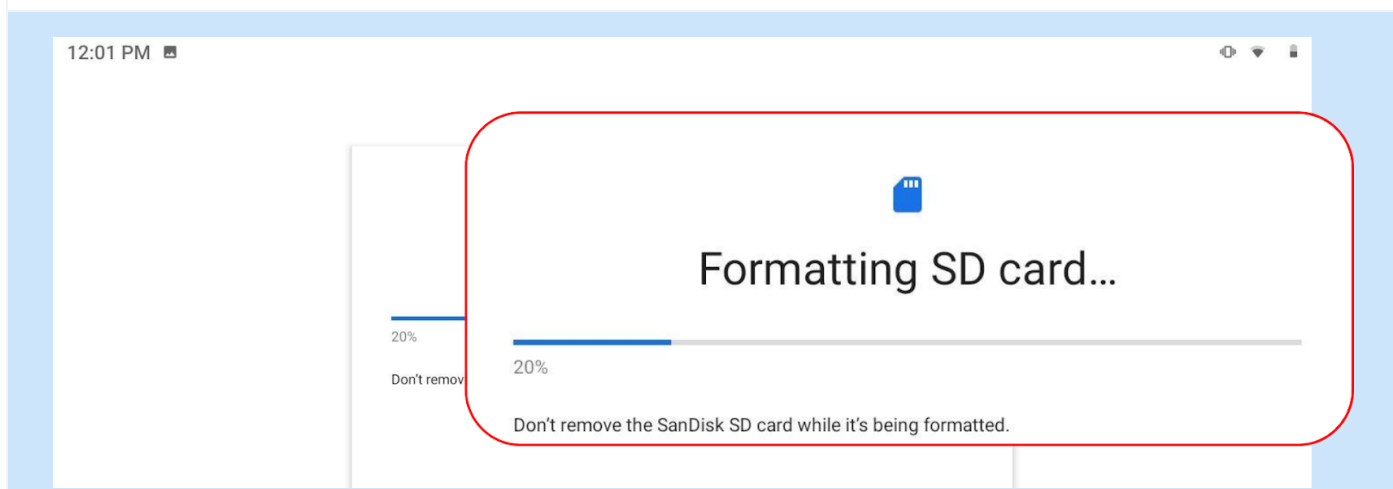 12:01 PM
Formatting SD card…
20%
20%
Don't remov
Don't remove the SanDisk SD card while it's being formatted.